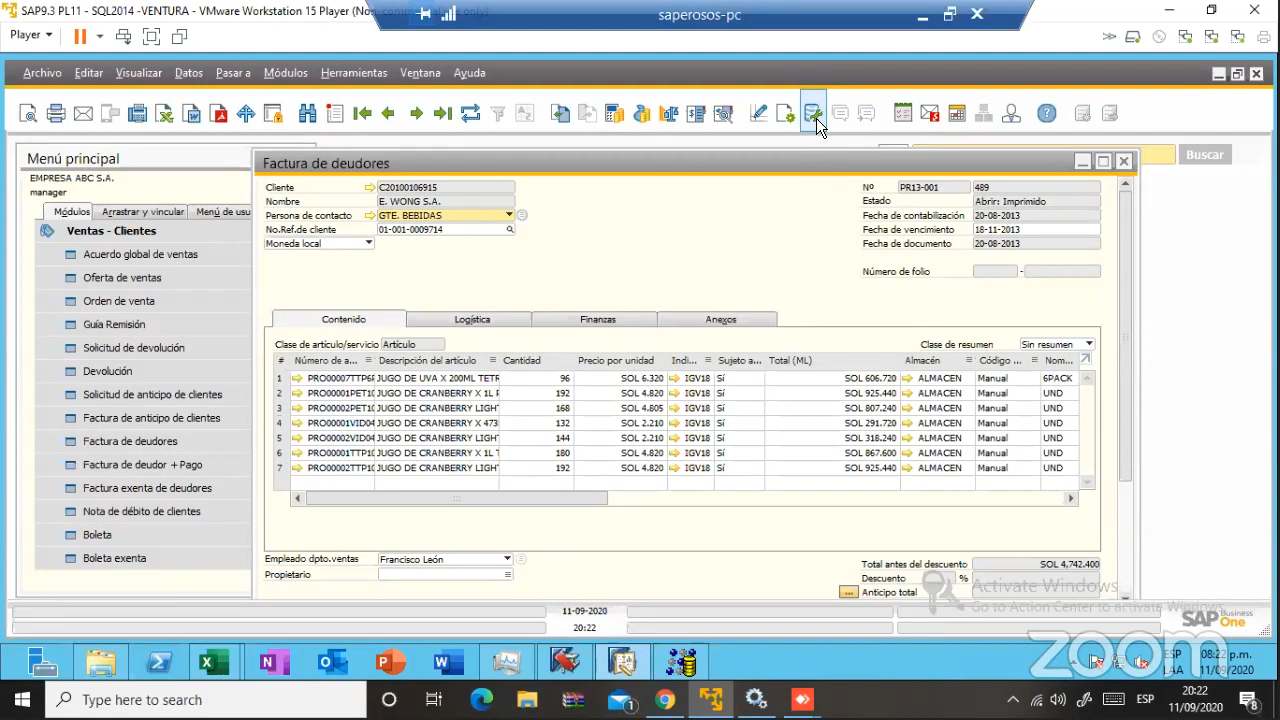 SAP9.3 PL11 - SQL2014 -VENTURA - VMware Workstation 15 Player
saperosos-pc
Player
Archivo Editar Visualizar Datos Pasar a Módulos Herramientas Ventana Ayuda
Menú principal
Buscar
EMPRESA ABC S.A.
manager
Módulos Arrastrar y vincular Menú de usu
Ventas - Clientes
Acuerdo global de ventas
Oferta de ventas
Orden de venta
Guía Remisión
Solicitud de devolución
Devolución
Solicitud de anticipo de clientes
Factura de anticipo de clientes
Factura de deudores
Factura de deudor + Pago
Factura exenta de deudores
Nota de débito de clientes
Boleta
Boleta exenta
Factura de deudores
Cliente C20100106915
Nombre E. WONG S.A.
Persona de contacto GTE. BEBIDAS
No.Ref.de cliente 01-001-0009714
Moneda local
Nº PR13-001 489
Estado Abrir: Imprimido
Fecha de contabilización 20-08-2013
Fecha de vencimiento 18-11-2013
Fecha de documento 20-08-2013
Número de folio -
Contenido Logística Finanzas Anexos
Clase de artículo/servicio Artículo Clase de resumen Sin resumen
# Número de a... Descripción del artículo Cantidad Precio por unidad Indi... Sujeto a... Total (ML) Almacén Código ... Nom...
1 PRO00007TTP6P JUGO DE UVA X 200ML TETR 96 SOL 6.320 IGV18 Sí SOL 606.720 ALMACEN Manual 6PACK
2 PRO00001PET10 JUGO DE CRANBERRY X 1L P 192 SOL 4.820 IGV18 Sí SOL 925.440 ALMACEN Manual UND
3 PRO00002PET10 JUGO DE CRANBERRY LIGHT 168 SOL 4.805 IGV18 Sí SOL 807.240 ALMACEN Manual UND
4 PRO00001VID04 JUGO DE CRANBERRY X 473 132 SOL 2.210 IGV18 Sí SOL 291.720 ALMACEN Manual UND
5 PRO00002VID04 JUGO DE CRANBERRY LIGHT 144 SOL 2.210 IGV18 Sí SOL 318.240 ALMACEN Manual UND
6 PRO00001TTP10 JUGO DE CRANBERRY X 1L T 180 SOL 4.820 IGV18 Sí SOL 867.600 ALMACEN Manual UND
7 PRO00002TTP10 JUGO DE CRANBERRY LIGHT 192 SOL 4.820 IGV18 Sí SOL 925.440 ALMACEN Manual UND
Empleado dpto.ventas Francisco León
Propietario
Total antes del descuento SOL 4,742.400
Descuento %
Anticipo total
Activate Windows
Go to Action Center to activate Windows.
11-09-2020
20:22
SAP Business One
zoom
ESP 08:22 p.m.
LAA 11/09/2020
Type here to search
ESP
20:22
11/09/2020
8
1